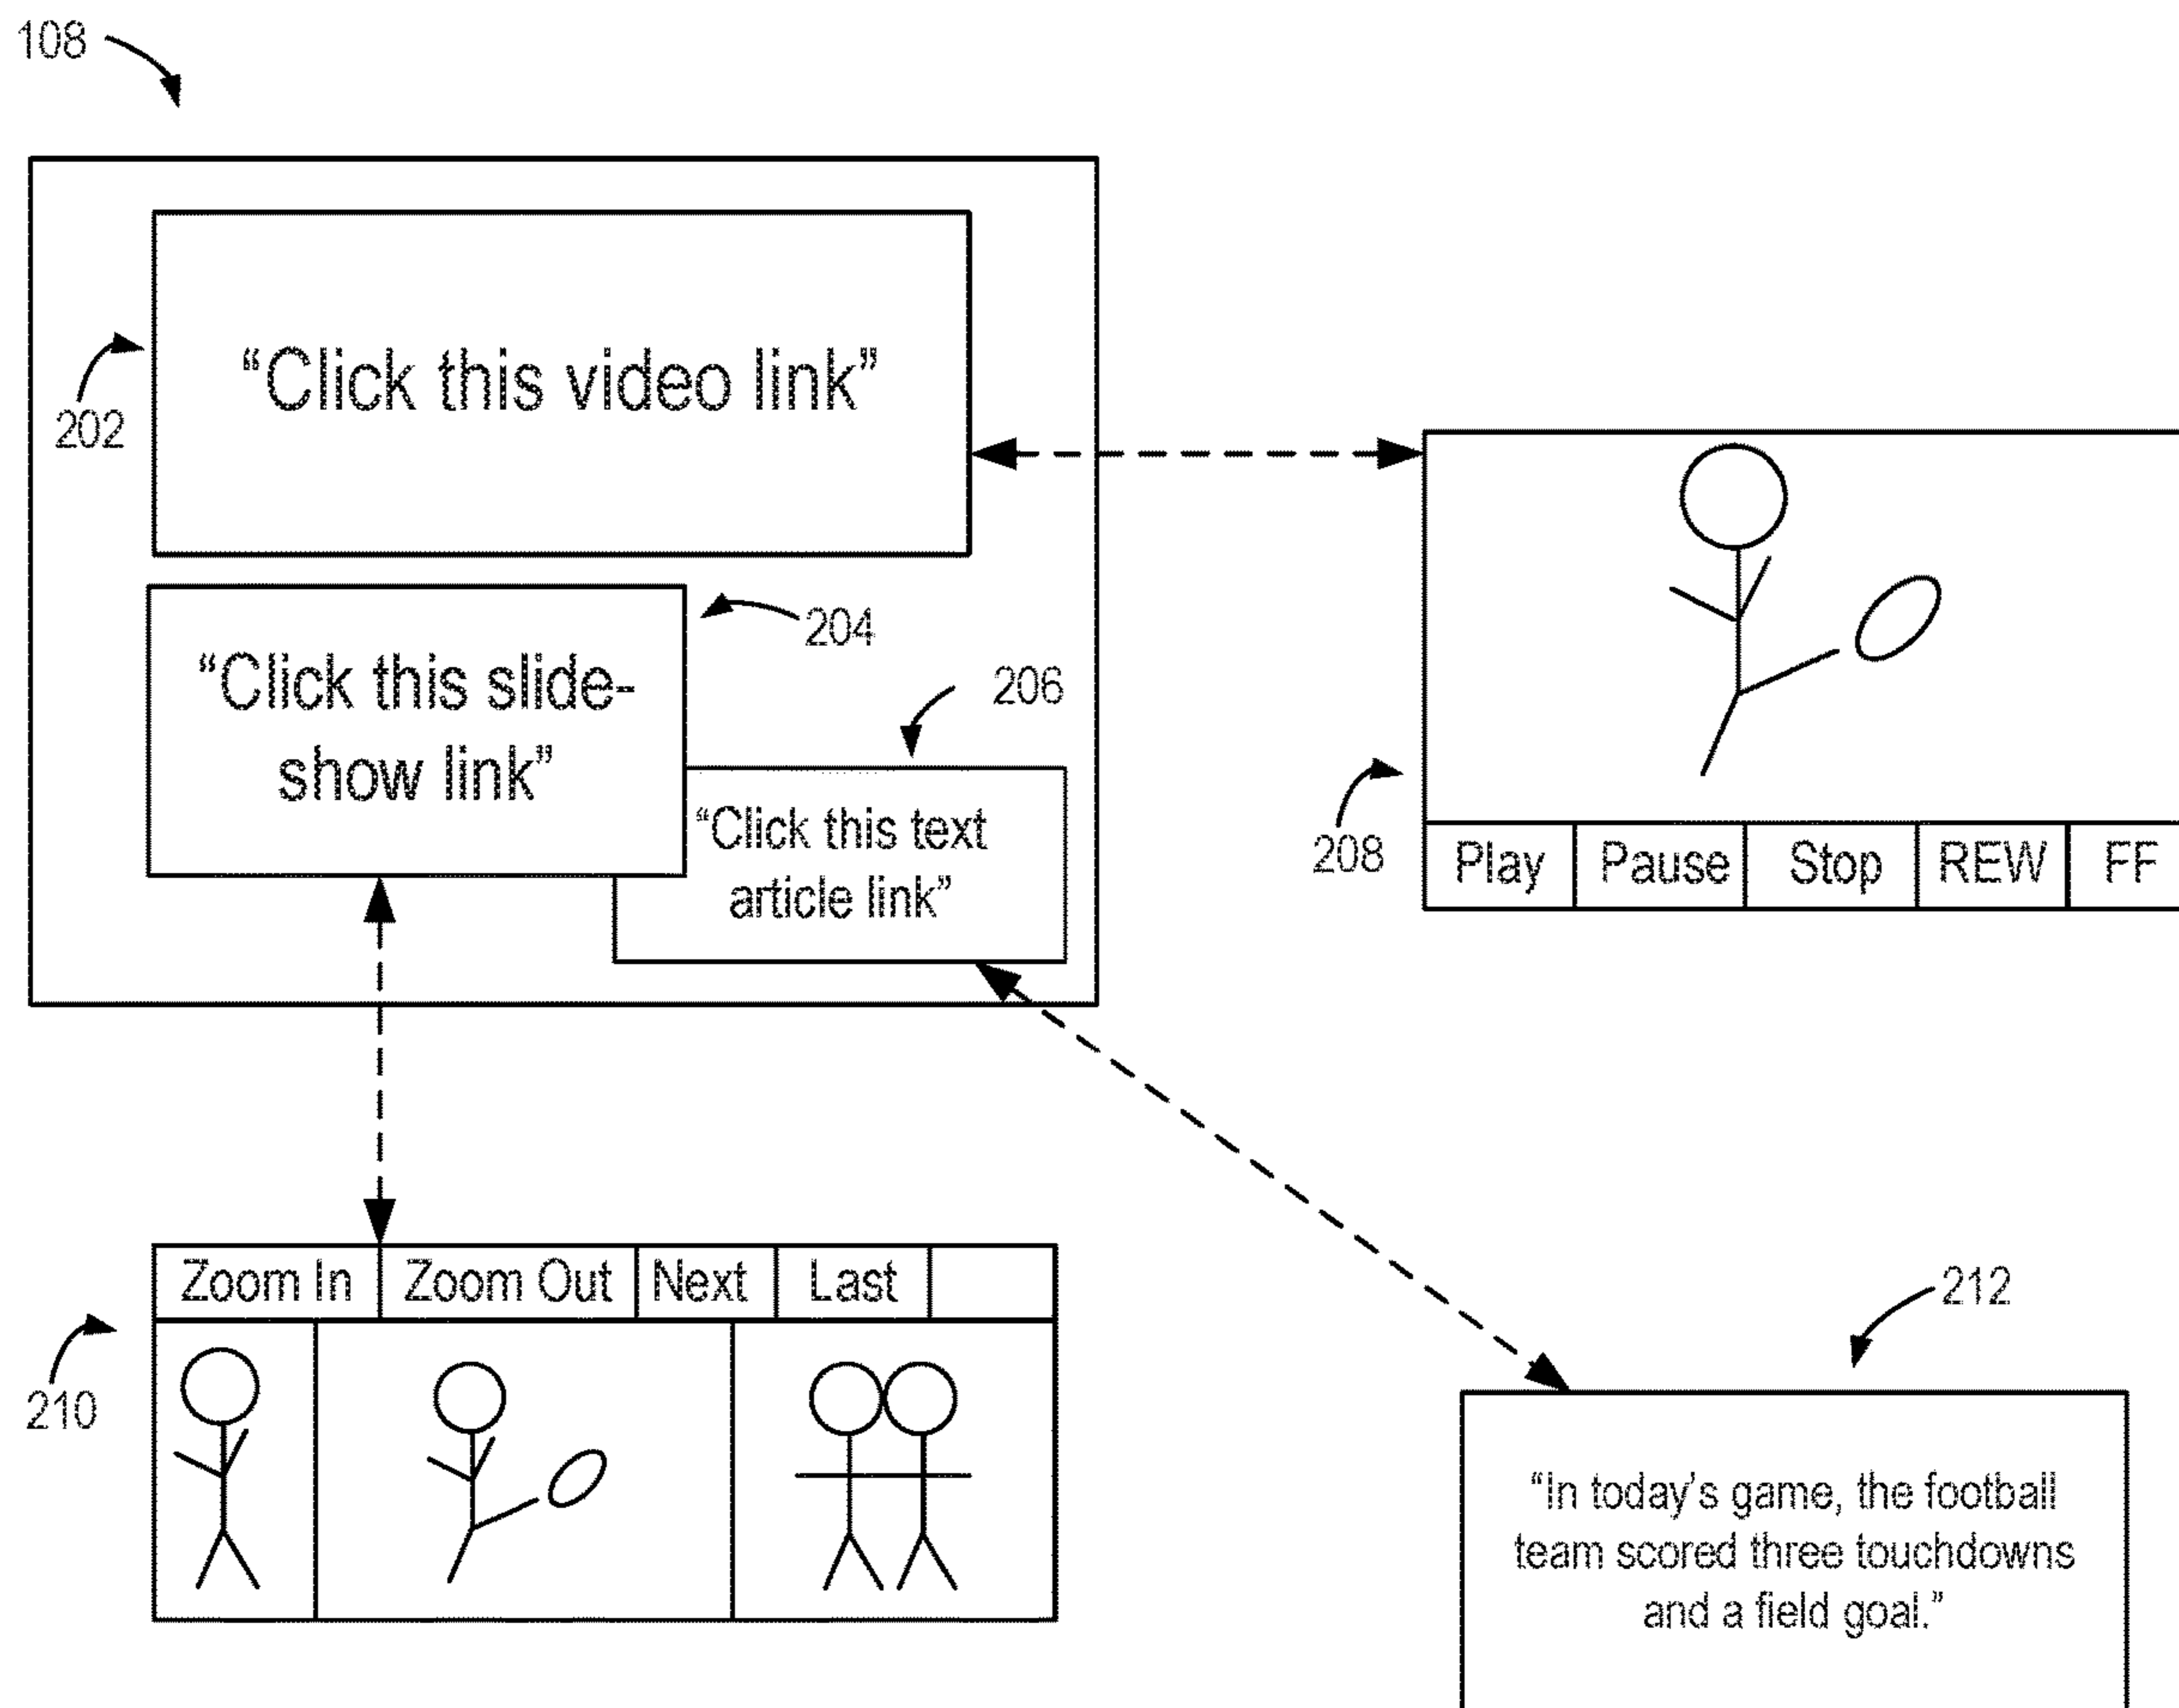 108
“Click this video link”
202
204
“Click this slide-
show link”
206
“Click this text
article link”
208
Play Pause Stop REW FF
Zoom In Zoom Out Next Last
210
212
“In today’s game, the football
team scored three touchdowns
and a field goal.”